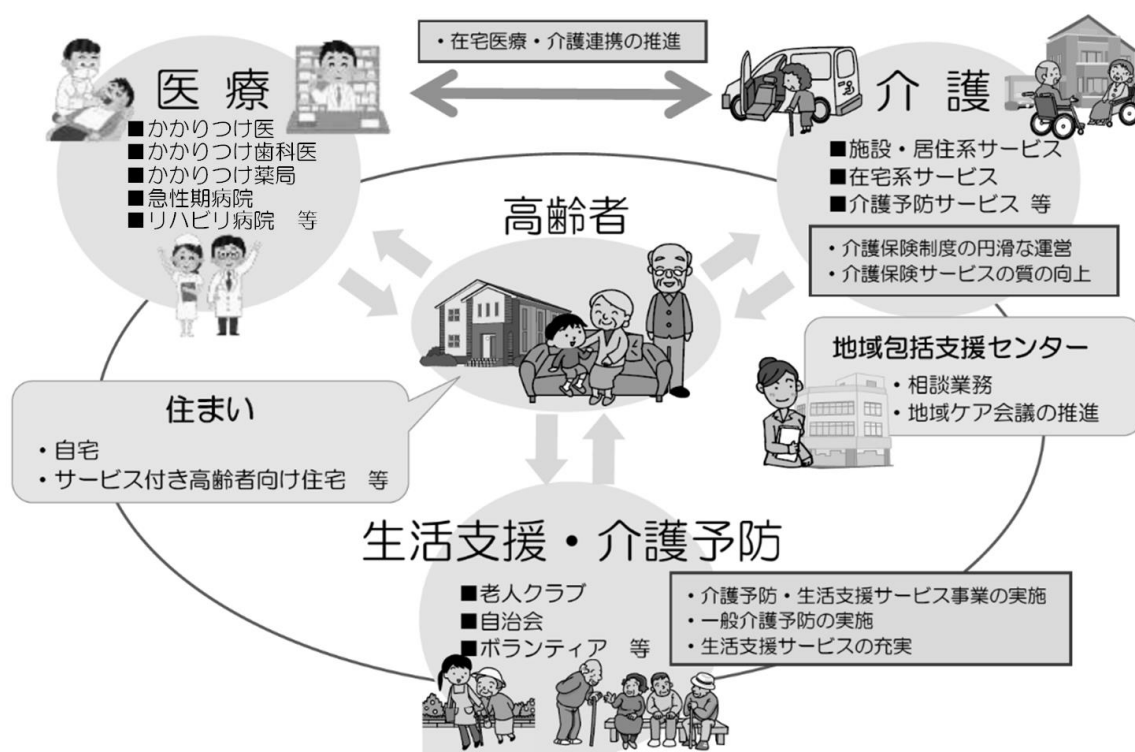 ・在宅医療・介護連携の推進
医療
■かかりつけ医
■かかりつけ歯科医
■かかりつけ薬局
■急性期病院
■リハビリ病院　等
介護
■施設・居住系サービス
■在宅系サービス
■介護予防サービス 等
・介護保険制度の円滑な運営
・介護保険サービスの質の向上
高齢者
地域包括支援センター
・相談業務
・地域ケア会議の推進
住まい
・自宅
・サービス付き高齢者向け住宅　等
生活支援・介護予防
■老人クラブ
■自治会
■ボランティア　等
・介護予防・生活支援サービス事業の実施
・一般介護予防の実施
・生活支援サービスの充実